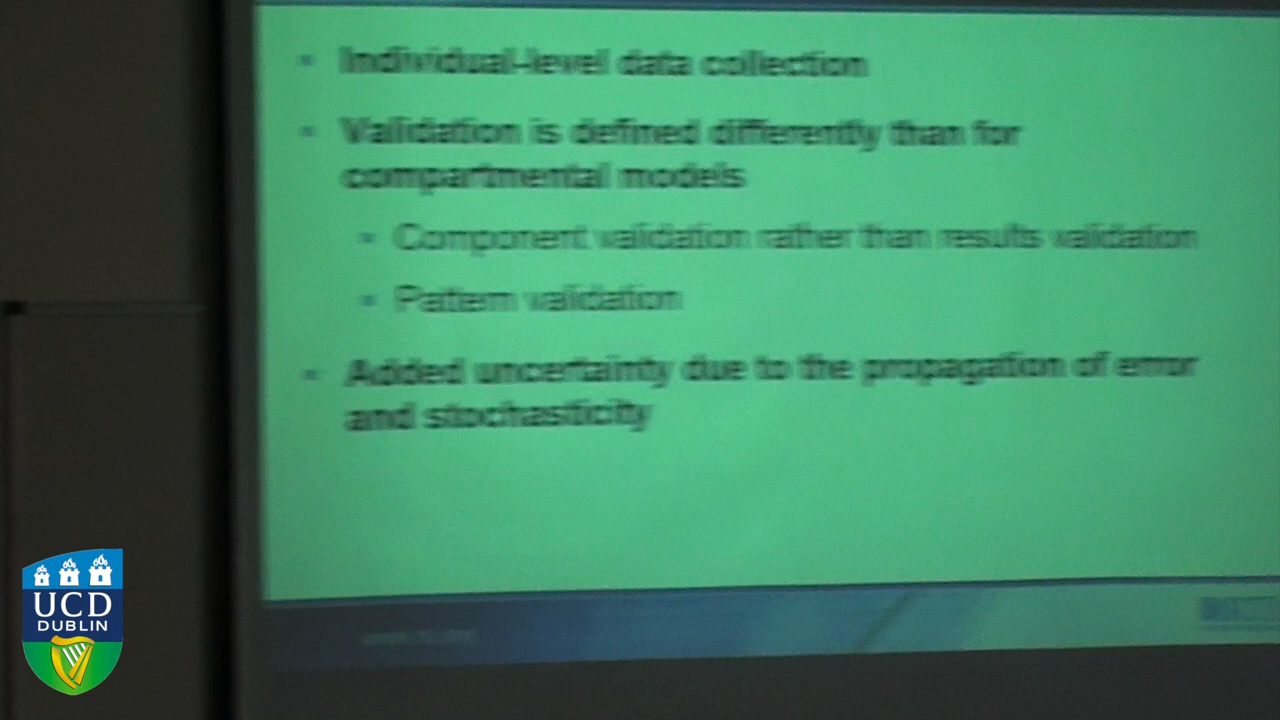 Individual-level data collection
Validation is defined differently than for
compartmental models
Component validation rather than results validation
Pattern validation
Added uncertainty due to the propagation of error
and stochasticity
UCD
DUBLIN